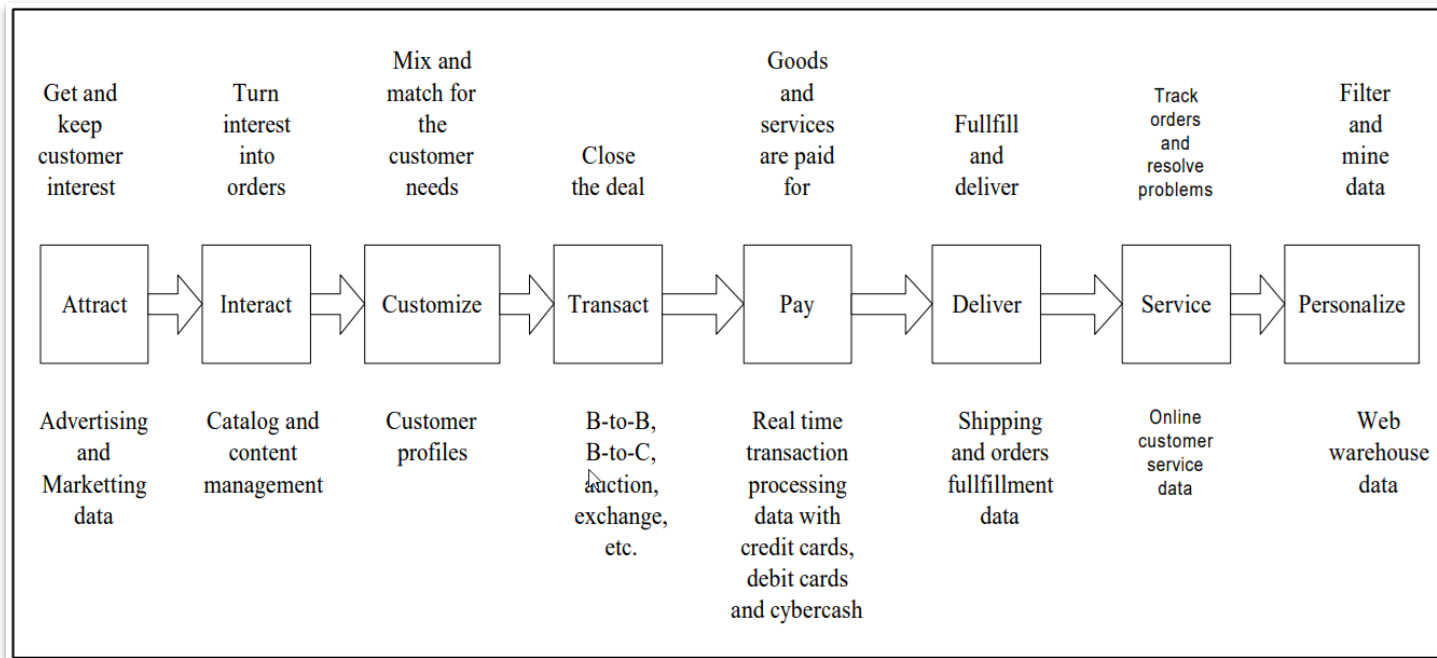 Get and
keep
customer
interest
Turn
interest
into
orders
Mix and
match for
the
customer
needs
Close
the deal
Goods
and
services
are paid
for
Fullfill
and
deliver
Track
orders
and
resolve
problems
Filter
and
mine
data
Attract
Interact
Customize
Transact
Pay
Deliver
Service
Personalize
Advertising
and
Marketting
data
Catalog and
content
management
Customer
profiles
B-to-B,
B-to-C,
auction,
exchange,
etc.
Real time
transaction
processing
data with
credit cards,
debit cards
and cybercash
Shipping
and orders
fullfillment
data
Online
customer
service
data
Web
warehouse
data